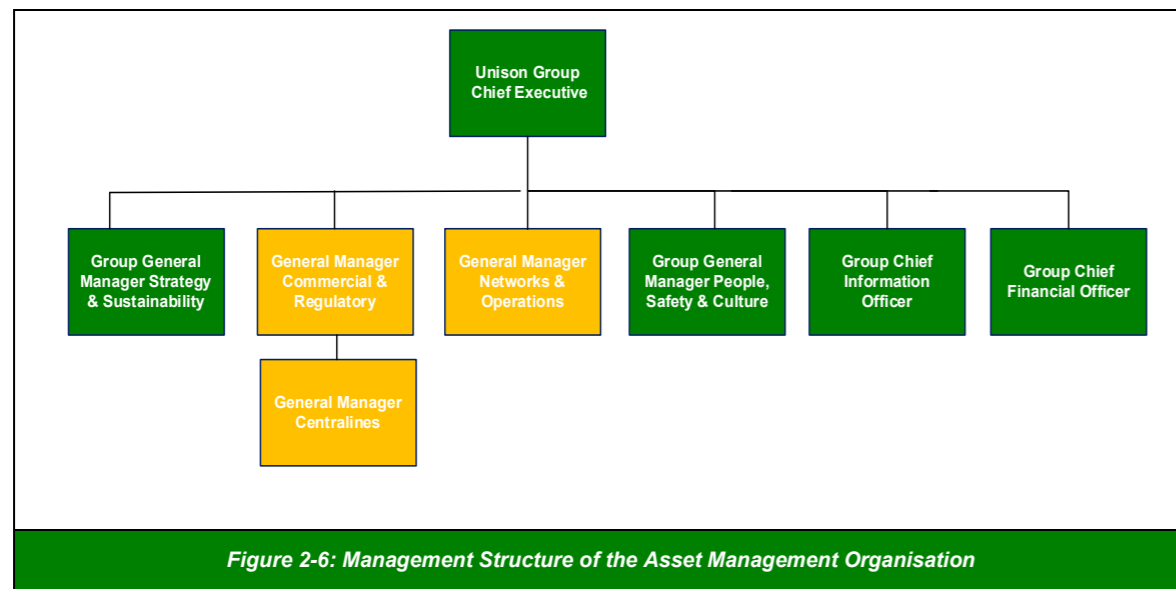 Unison Group
Chief Executive
Group General
Manager Strategy
& Sustainability
General Manager
Commercial &
Regulatory
General Manager
Networks &
Operations
Group General
Manager People,
Safety & Culture
Group Chief
Information
Officer
Group Chief
Financial Officer
General Manager
Centralines
Figure 2-6: Management Structure of the Asset Management Organisation